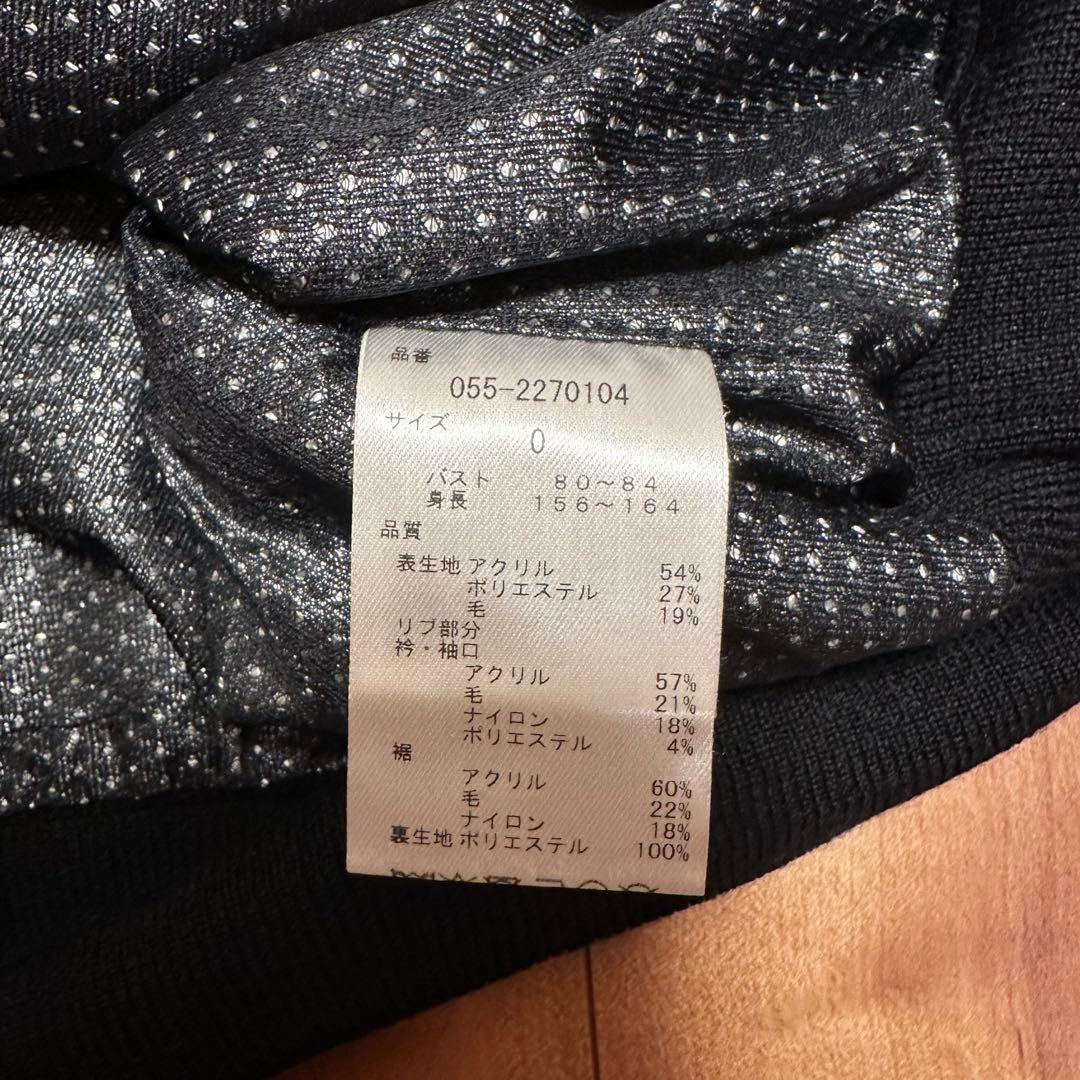 品番
055-2270104
サイズ
0
バスト 80～84
身長 156～164
品質
表生地 アクリル 54%
ポリエステル 27%
毛 19%
リブ部分
衿・袖口
アクリル 57%
毛 21%
ナイロン 18%
ポリエステル 4%
裾
アクリル 60%
毛 22%
ナイロン 18%
裏生地 ポリエステル 100%